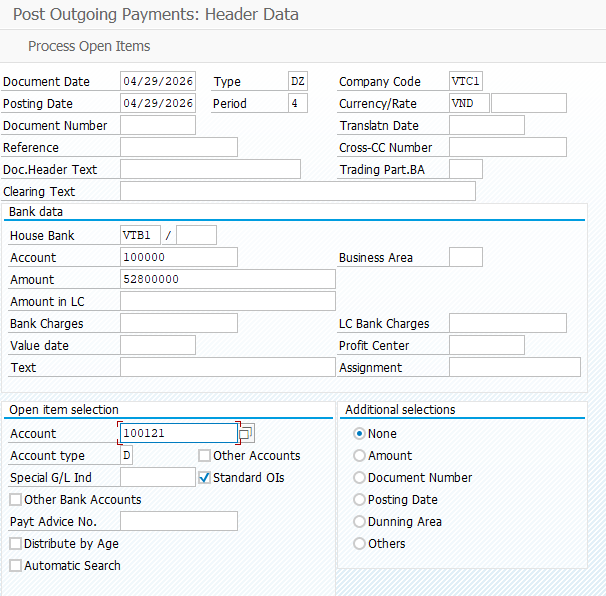 Post Outgoing Payments: Header Data
Process Open Items
Document Date 04/29/2026 Type DZ Company Code VTC1
Posting Date 04/29/2026 Period 4 Currency/Rate VND
Document Number Translatn Date
Reference Cross-CC Number
Doc.Header Text Trading Part.BA
Clearing Text
Bank data
House Bank VTB1 /
Account 100000 Business Area
Amount 52800000
Amount in LC
Bank Charges LC Bank Charges
Value date Profit Center
Text Assignment
Open item selection
Account 100121
Account type D Other Accounts
Special G/L Ind Standard OIs
Other Bank Accounts
Payt Advice No.
Distribute by Age
Automatic Search
Additional selections
None
Amount
Document Number
Posting Date
Dunning Area
Others